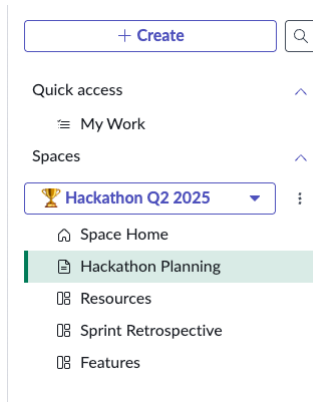 + Create
Quick access
My Work
Spaces
🏆 Hackathon Q2 2025
Space Home
Hackathon Planning
Resources
Sprint Retrospective
Features